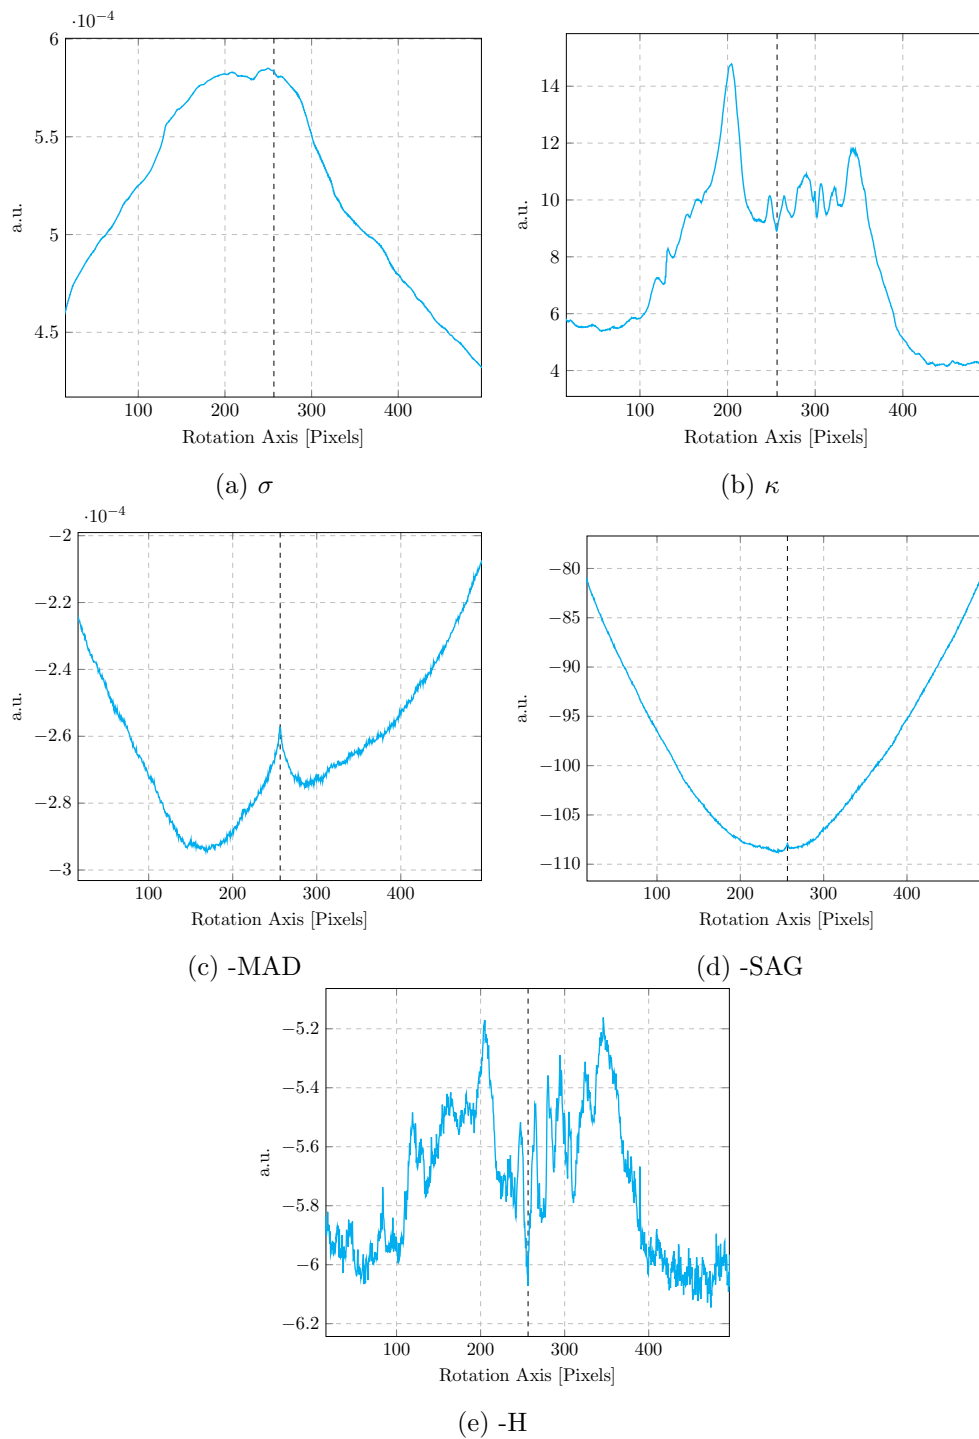 ·10⁻⁴
6
5.5
5
4.5
a.u.
100 200 300 400
Rotation Axis [Pixels]
(a) σ
14
12
10
8
6
4
a.u.
100 200 300 400
Rotation Axis [Pixels]
(b) κ
·10⁻⁴
−2
−2.2
−2.4
−2.6
−2.8
−3
a.u.
100 200 300 400
Rotation Axis [Pixels]
(c) -MAD
−80
−85
−90
−95
−100
−105
−110
a.u.
100 200 300 400
Rotation Axis [Pixels]
(d) -SAG
−5.2
−5.4
−5.6
−5.8
−6
−6.2
a.u.
100 200 300 400
Rotation Axis [Pixels]
(e) -H